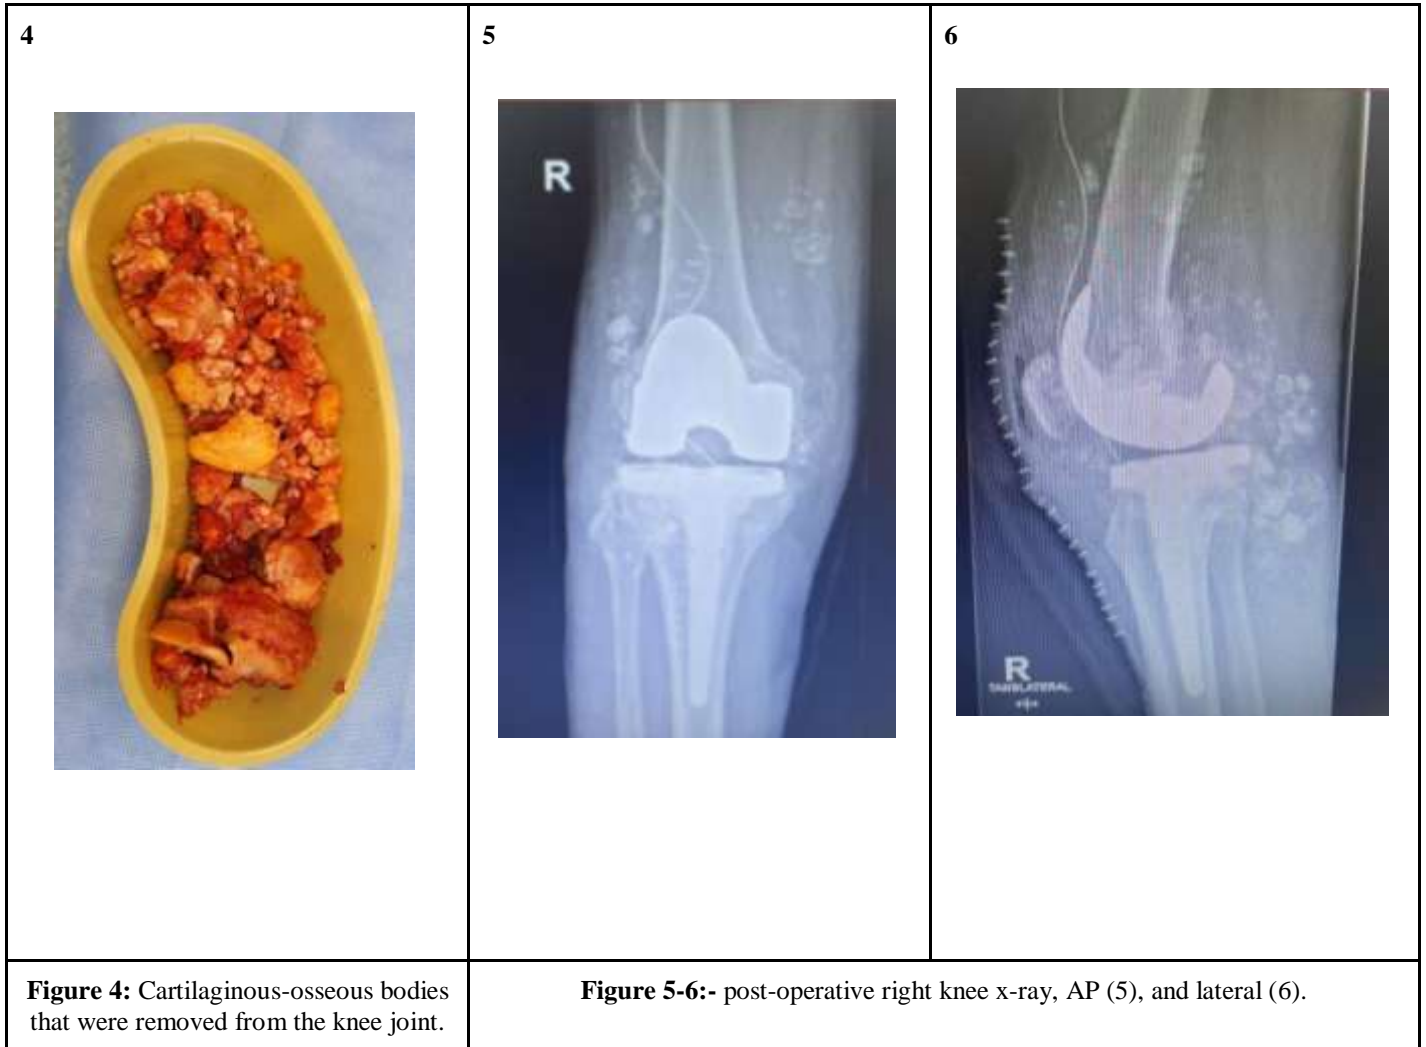 4
5
6
R
R
Figure 4: Cartilaginous-osseous bodies
that were removed from the knee joint.
Figure 5-6:- post-operative right knee x-ray, AP (5), and lateral (6).